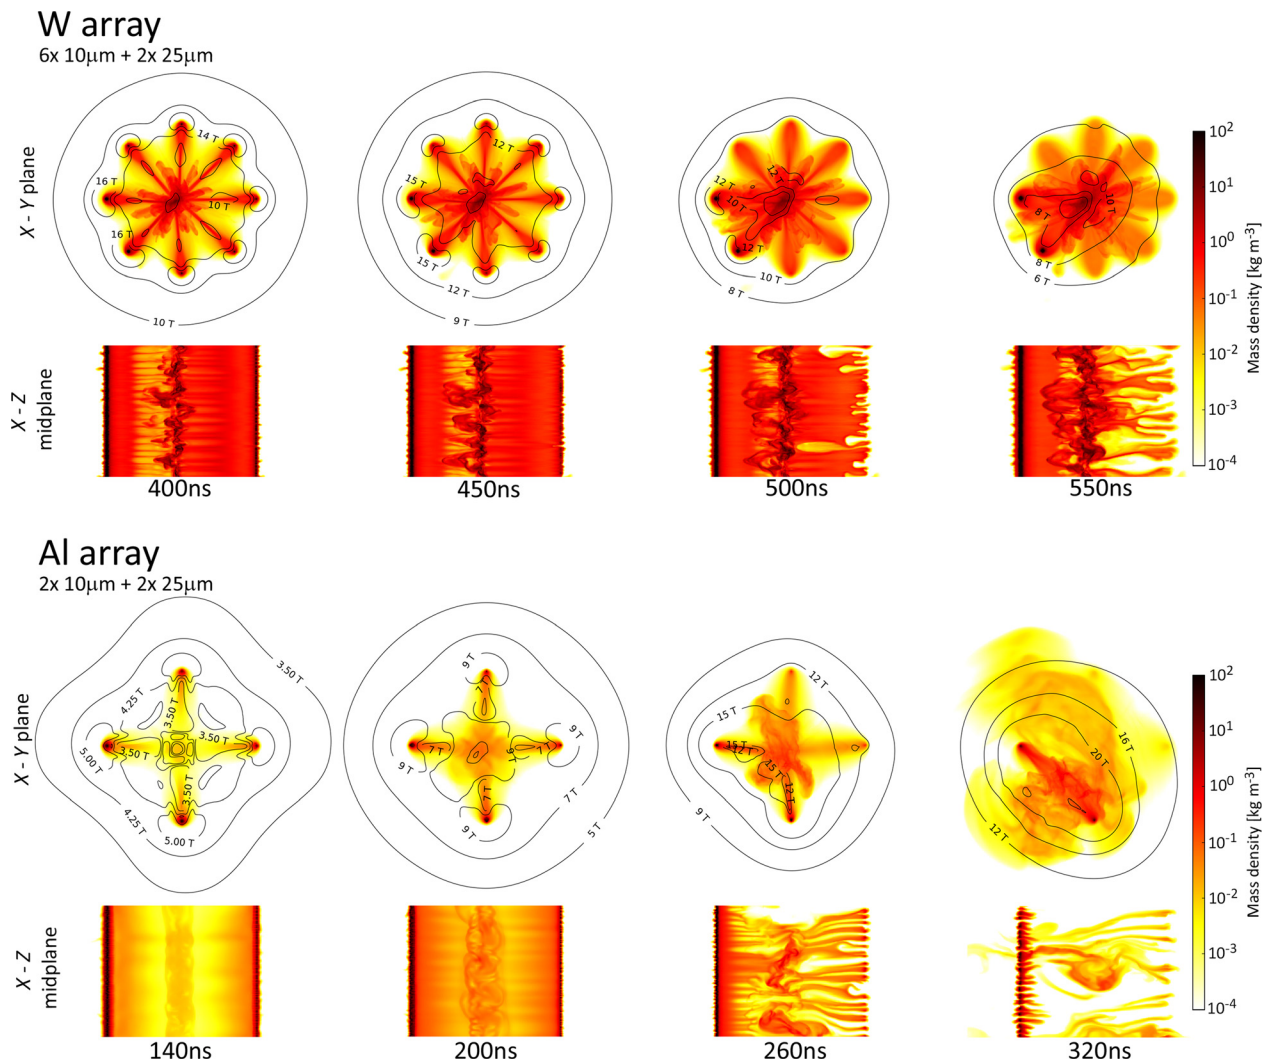 W array
6x 10μm + 2x 25μm
X - Y plane
14 T
16 T
10 T
16 T
10 T
12 T
15 T
15 T
12 T
9 T
12 T
12 T
10 T
12 T
10 T
8 T
10 T
8 T
8 T
6 T
10²
10¹
10⁰
10⁻¹
10⁻²
10⁻³
10⁻⁴
Mass density [kg m⁻³]
X - Z
midplane
400ns
450ns
500ns
550ns
Al array
2x 10μm + 2x 25μm
X - Y plane
3.50 T
4.25 T
3.50 T
3.50 T
5.00 T
3.50 T
3.50 T
4.25 T
5.00 T
9 T
7 T
9 T
7 T
9 T
7
9 T
7 T
7 T
9 T
5 T
12 T
15 T
15 T
12 T
15 T
12 T
9 T
16 T
20 T
12 T
10²
10¹
10⁰
10⁻¹
10⁻²
10⁻³
10⁻⁴
Mass density [kg m⁻³]
X - Z
midplane
140ns
200ns
260ns
320ns